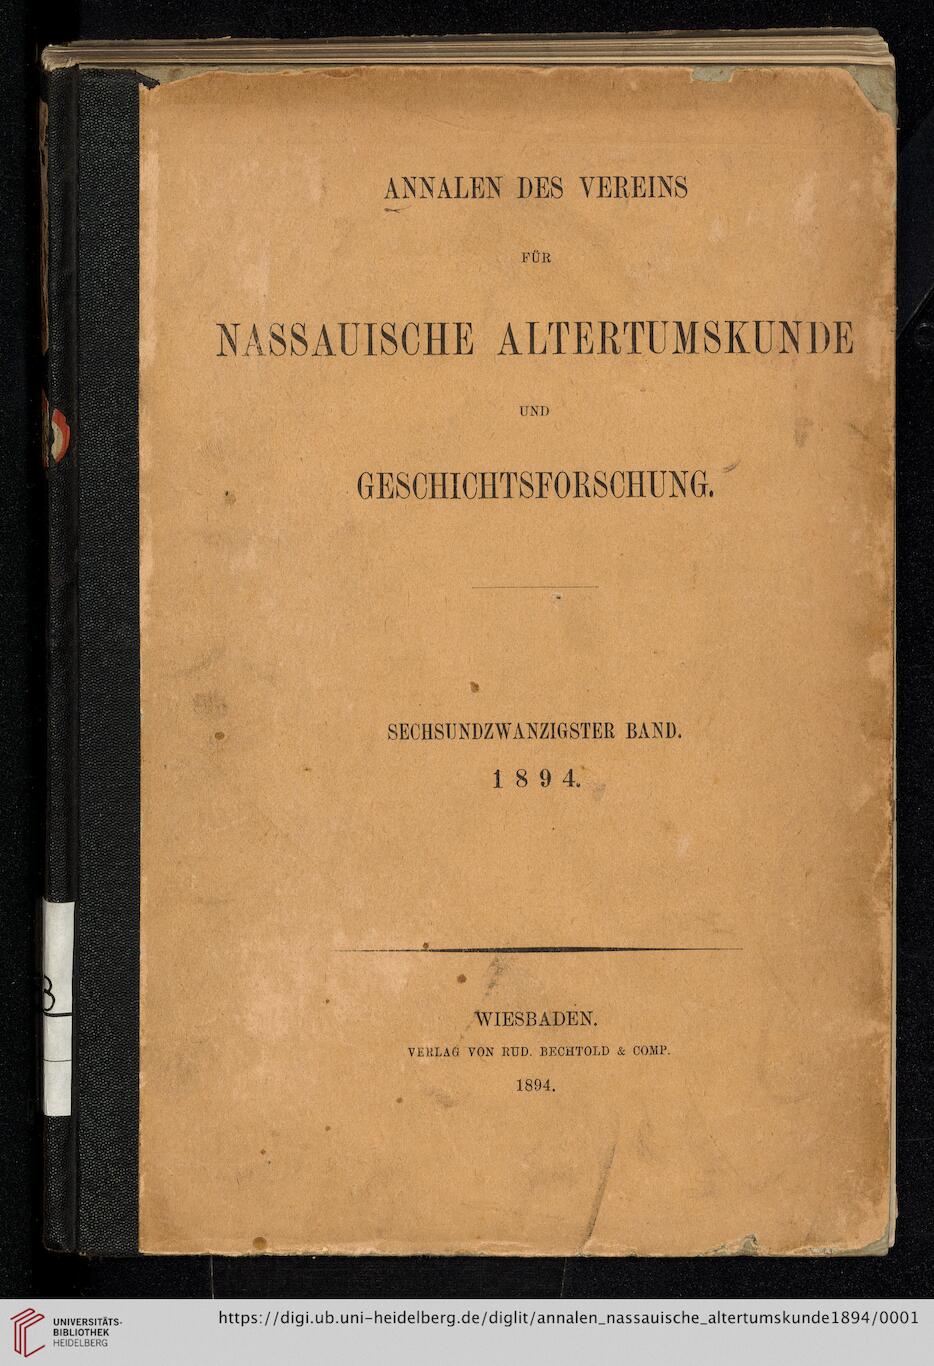 ANNALEN DES VEREINS
FÜR
NASSAUISCHE ALTERTUMSKUNDE
UND
GESCHICHTSFORSCHUNG.
SECHSUNDZWANZIGSTER BAND.
1894.
WIESBADEN.
VERLAG VON RUD. BECHTOLD & COMP.
1894.
UNIVERSITÄTS-
BIBLIOTHEK
HEIDELBERG
https://digi.ub.uni-heidelberg.de/diglit/annalen_nassauische_altertumskunde1894/0001